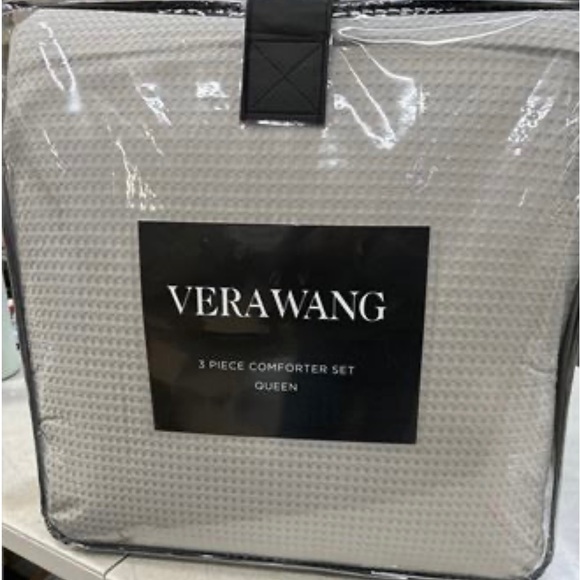 VERAWANG
3 PIECE COMFORTER SET
QUEEN